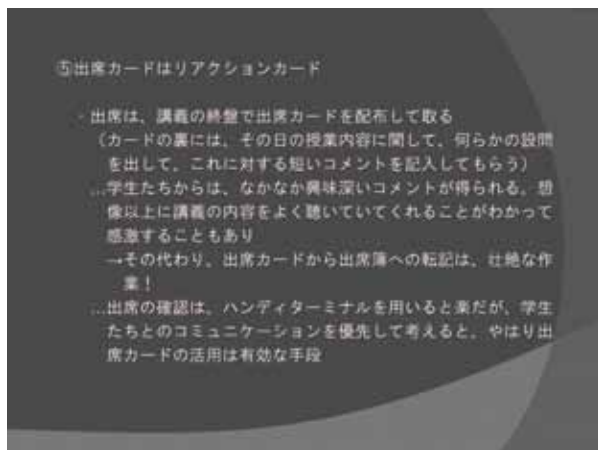 ⑤出席カードはリアクションカード
・出席は、講義の終盤で出席カードを配布して取る
（カードの裏には、その日の授業内容に関して、何らかの設問
を出して、これに対する短いコメントを記入してもらう）
…学生たちからは、なかなか興味深いコメントが得られる。想
像以上に講義の内容をよく聴いていてくれることがわかって
感激することもあり
→その代わり、出席カードから出席簿への転記は、壮絶な作
業！
…出席の確認は、ハンディターミナルを用いると楽だが、学生
たちとのコミュニケーションを優先して考えると、やはり出
席カードの活用は有効な手段